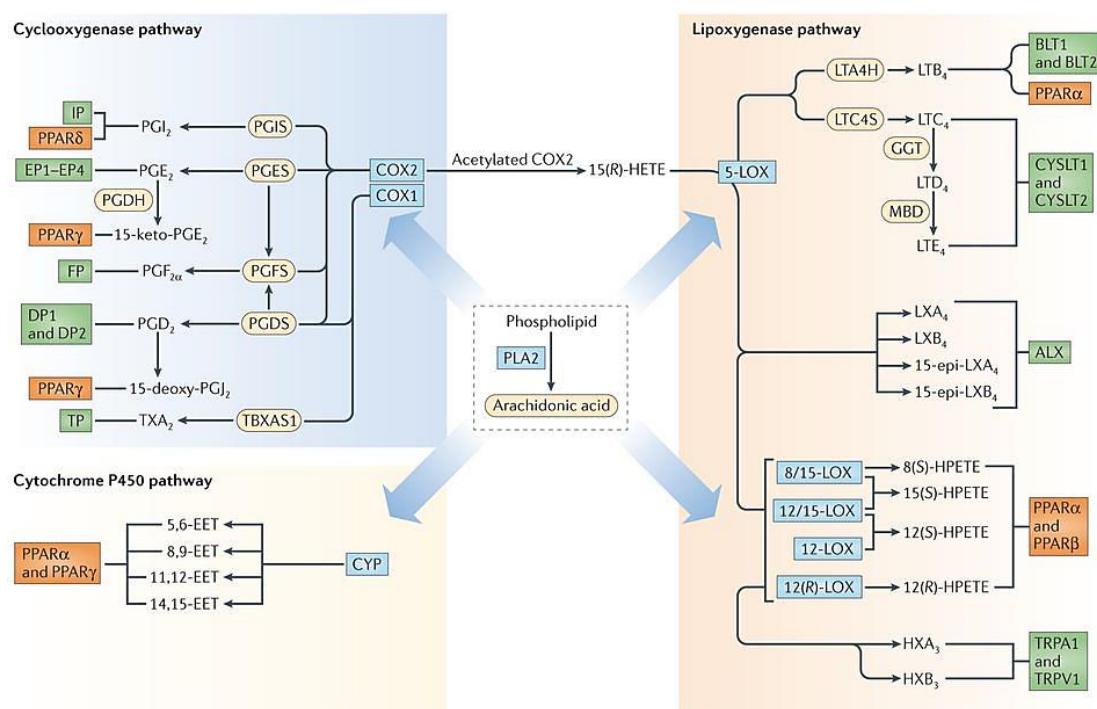 Cyclooxygenase pathway
IP
PPARδ
PGI₂
PGIS
EP1–EP4
PGE₂
PGES
PGDH
PPARγ
15-keto-PGE₂
FP
PGF₂α
PGFS
DP1
and DP2
PGD₂
PGDS
PPARγ
15-deoxy-PGJ₂
TP
TXA₂
TBXAS1
COX2
COX1
Acetylated COX2
15(R)-HETE
Phospholipid
PLA2
Arachidonic acid
Cytochrome P450 pathway
PPARα
and PPARγ
5,6-EET
8,9-EET
11,12-EET
14,15-EET
CYP
Lipoxygenase pathway
5-LOX
LTA4H
LTB₄
BLT1
and BLT2
PPARα
LTC4S
LTC₄
GGT
LTD₄
MBD
LTE₄
CYSLT1
and
CYSLT2
LXA₄
LXB₄
15-epi-LXA₄
15-epi-LXB₄
ALX
8/15-LOX
8(S)-HPETE
15(S)-HPETE
12/15-LOX
12(S)-HPETE
12-LOX
12(R)-LOX
12(R)-HPETE
PPARα
and
PPARβ
HXA₃
HXB₃
TRPA1
and
TRPV1